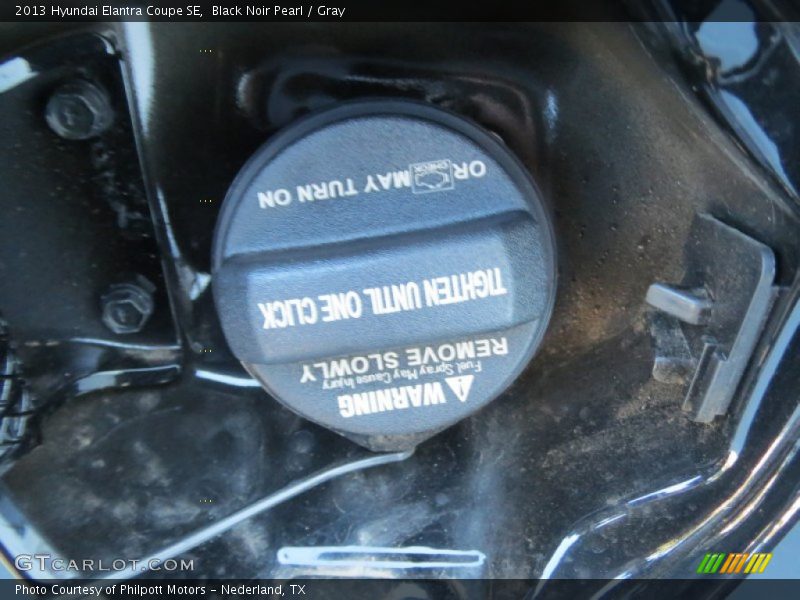 2013 Hyundai Elantra Coupe SE, Black Noir Pearl / Gray
WARNING
Fuel Spray May Cause Injury
REMOVE SLOWLY
TIGHTEN UNTIL ONE CLICK
OR CHECK MAY TURN ON
GTCARLOT.COM
Photo Courtesy of Philpott Motors - Nederland, TX